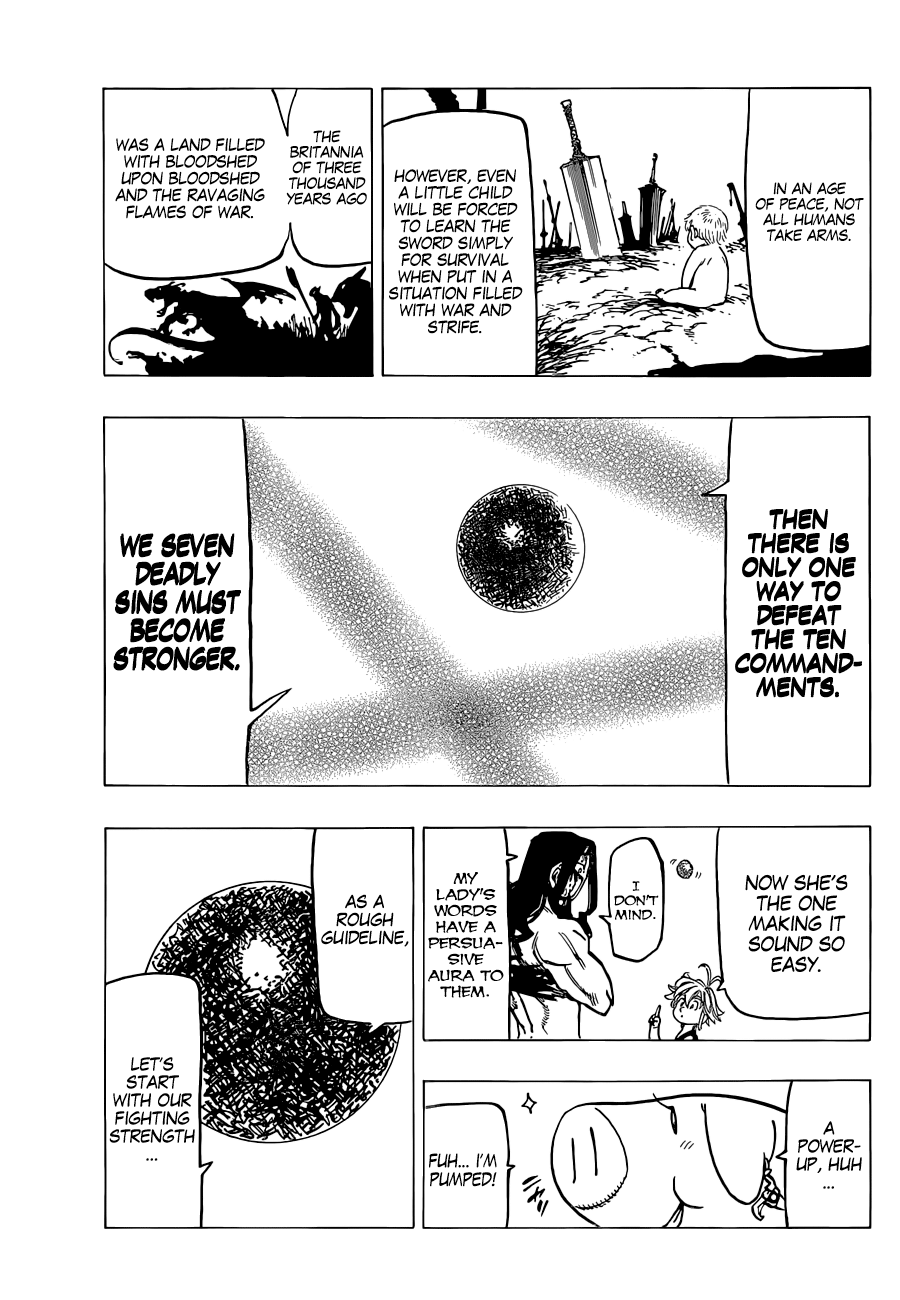 IN AN AGE
OF PEACE, NOT
ALL HUMANS
TAKE ARMS.
HOWEVER, EVEN
A LITTLE CHILD
WILL BE FORCED
TO LEARN THE
SWORD SIMPLY
FOR SURVIVAL
WHEN PUT IN A
SITUATION FILLED
WITH WAR AND
STRIFE.
THE
BRITANNIA
OF THREE
THOUSAND
YEARS AGO
WAS A LAND FILLED
WITH BLOODSHED
UPON BLOODSHED
AND THE RAVAGING
FLAMES OF WAR.
THEN
THERE IS
ONLY ONE
WAY TO
DEFEAT
THE TEN
COMMAND-
MENTS.
WE SEVEN
DEADLY
SINS MUST
BECOME
STRONGER.
NOW SHE'S
THE ONE
MAKING IT
SOUND SO
EASY.
I
DON'T
MIND.
MY
LADY'S
WORDS
HAVE A
PERSUA-
SIVE
AURA TO
THEM.
A
POWER-
UP, HUH
...
FUH... I'M
PUMPED!
AS A
ROUGH
GUIDELINE,
LET'S
START
WITH OUR
FIGHTING
STRENGTH
...